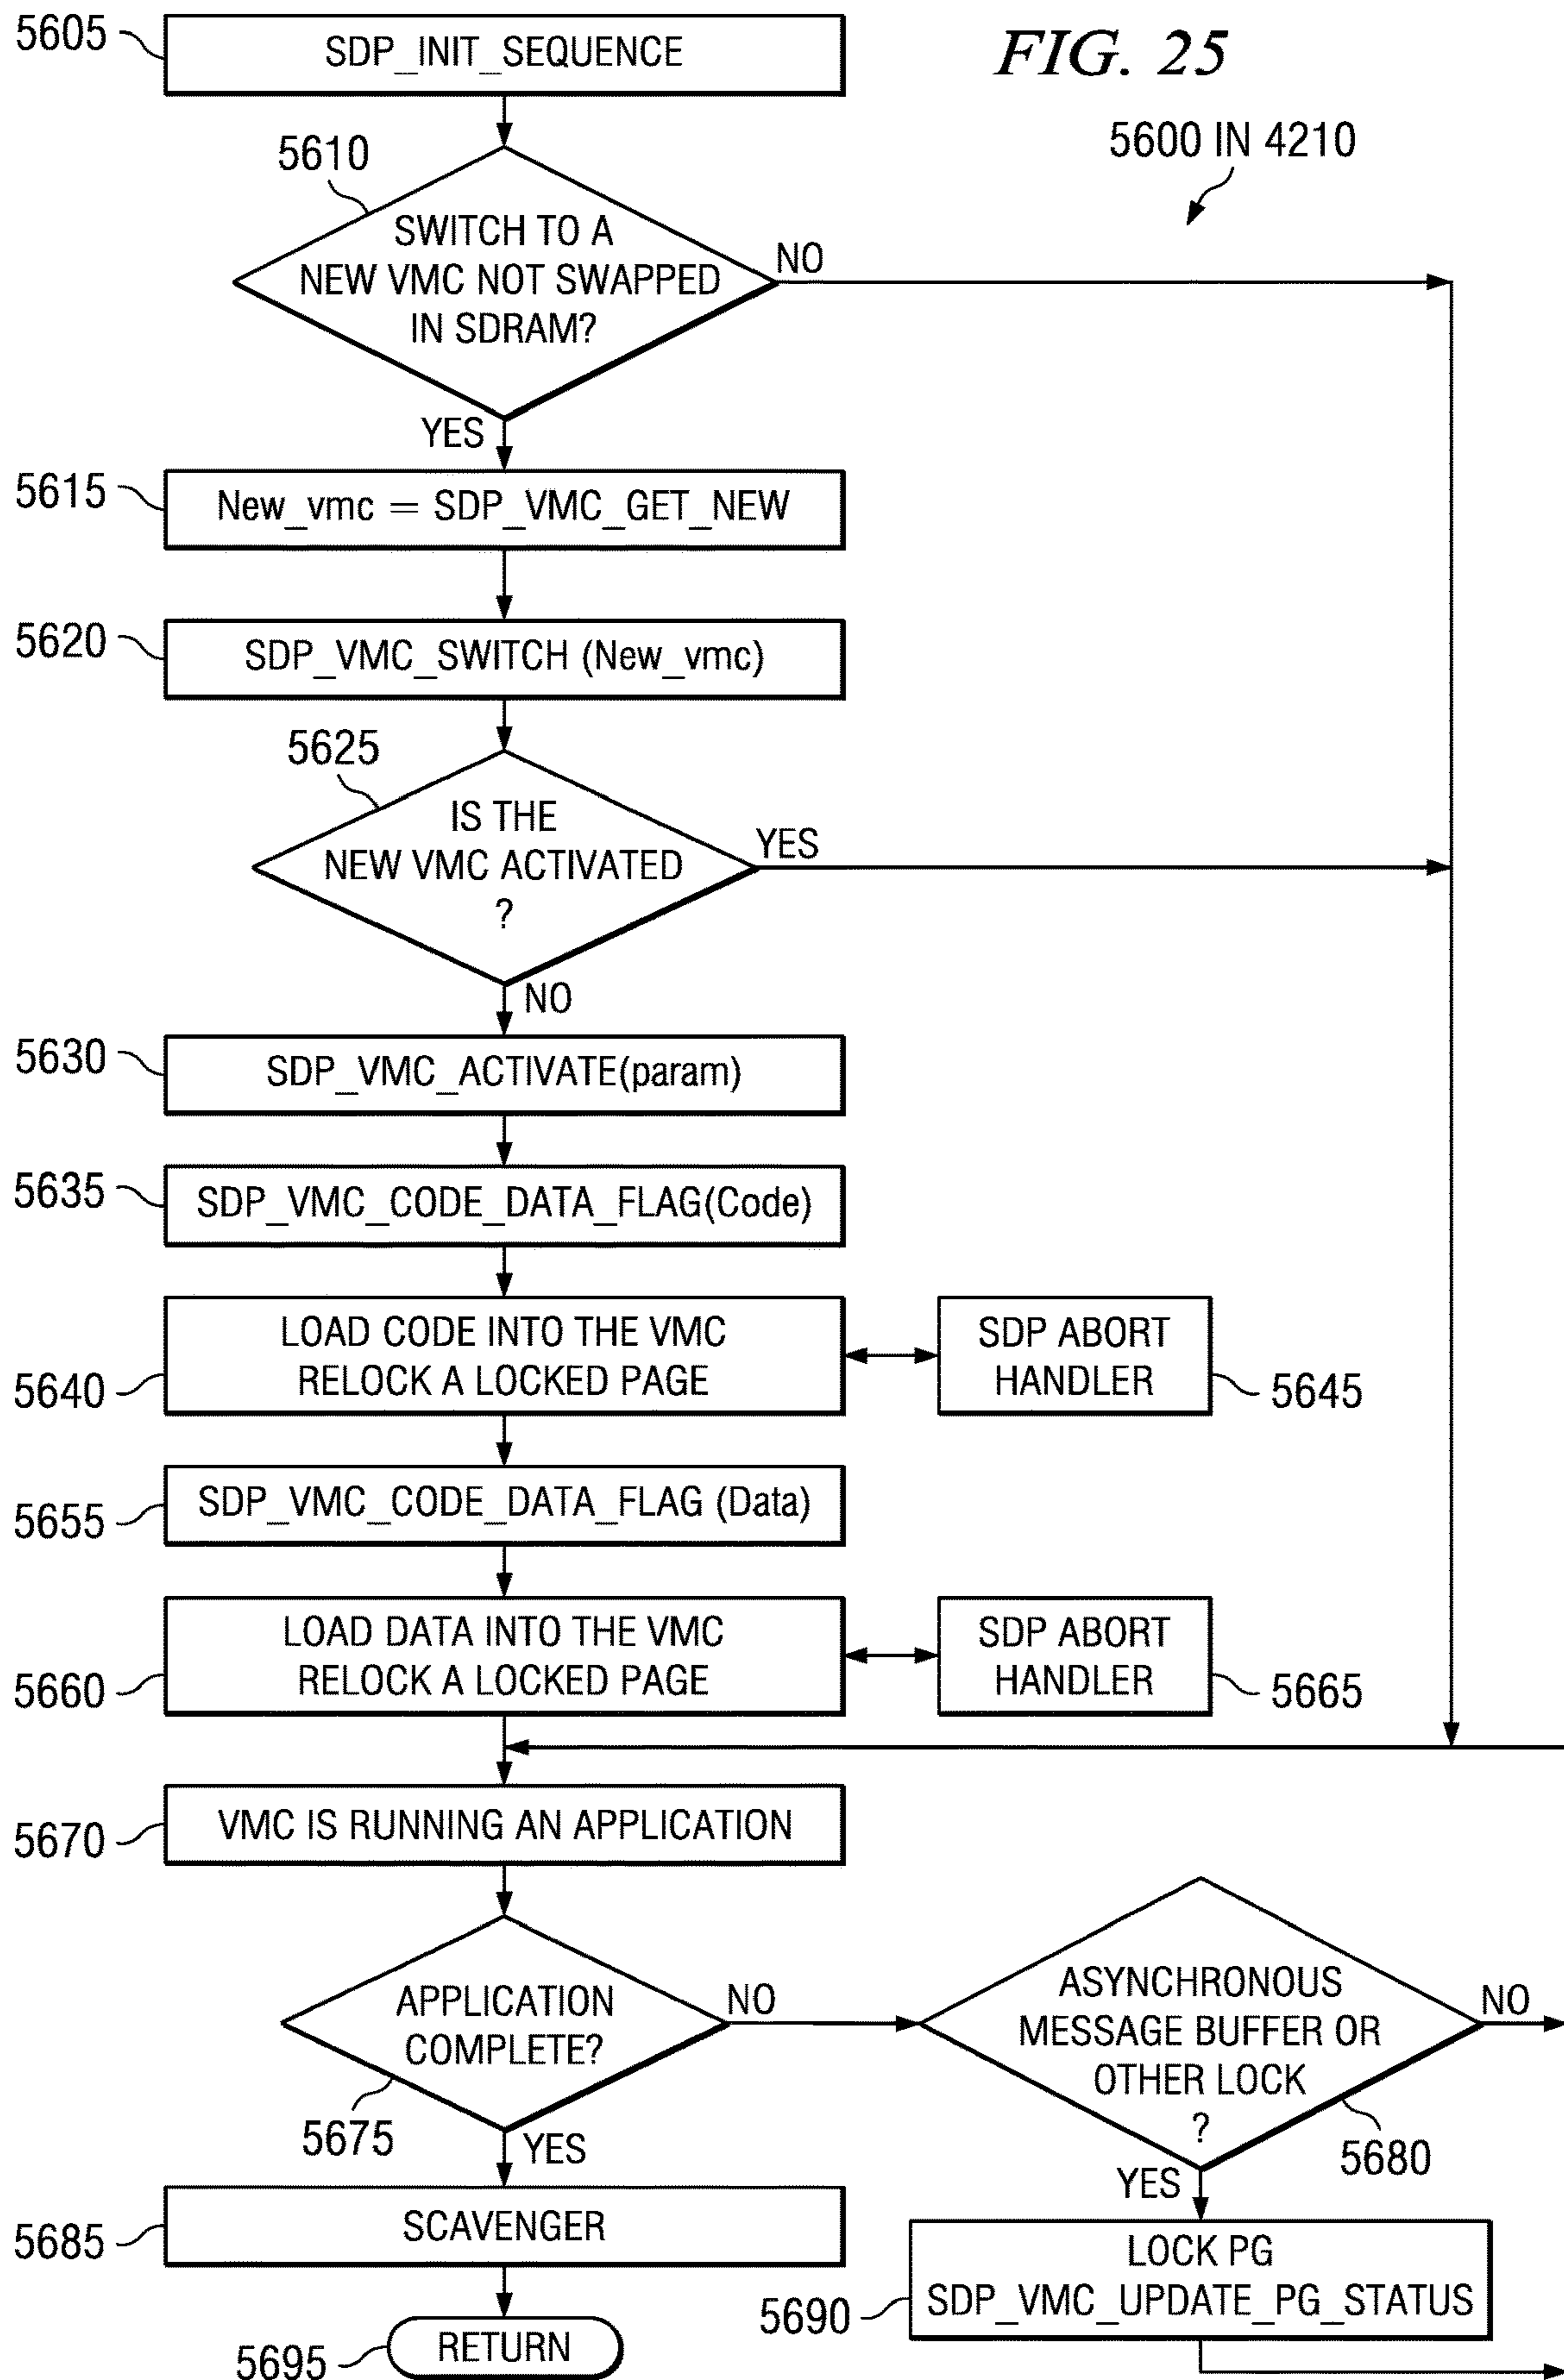 FIG. 25
5600 IN 4210
5605
SDP_INIT_SEQUENCE
5610
SWITCH TO A
NEW VMC NOT SWAPPED
IN SDRAM?
NO
YES
5615
New_vmc = SDP_VMC_GET_NEW
5620
SDP_VMC_SWITCH (New_vmc)
5625
IS THE
NEW VMC ACTIVATED
?
YES
NO
5630
SDP_VMC_ACTIVATE(param)
5635
SDP_VMC_CODE_DATA_FLAG(Code)
5640
LOAD CODE INTO THE VMC
RELOCK A LOCKED PAGE
SDP ABORT
HANDLER
5645
5655
SDP_VMC_CODE_DATA_FLAG (Data)
5660
LOAD DATA INTO THE VMC
RELOCK A LOCKED PAGE
SDP ABORT
HANDLER
5665
5670
VMC IS RUNNING AN APPLICATION
APPLICATION
COMPLETE?
5675
NO
YES
ASYNCHRONOUS
MESSAGE BUFFER OR
OTHER LOCK
?
5680
NO
YES
5685
SCAVENGER
5690
LOCK PG
SDP_VMC_UPDATE_PG_STATUS
5695
RETURN